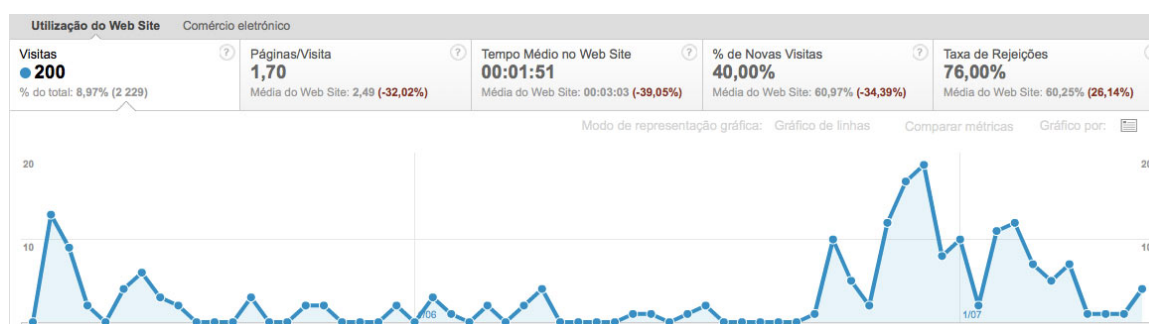 Utilização do Web Site Comércio eletrónico
Visitas ? Páginas/Visita ? Tempo Médio no Web Site ? % de Novas Visitas ? Taxa de Rejeições
200 1,70 00:01:51 40,00% 76,00%
% do total: 8,97% (2 229) Média do Web Site: 2,49 (-32,02%) Média do Web Site: 00:03:03 (-39,05%) Média do Web Site: 60,97% (-34,39%) Média do Web Site: 60,25% (26,14%)
Modo de representação gráfica: Gráfico de linhas Comparar métricas Gráfico por:
20 20
10 10
1/06 1/07